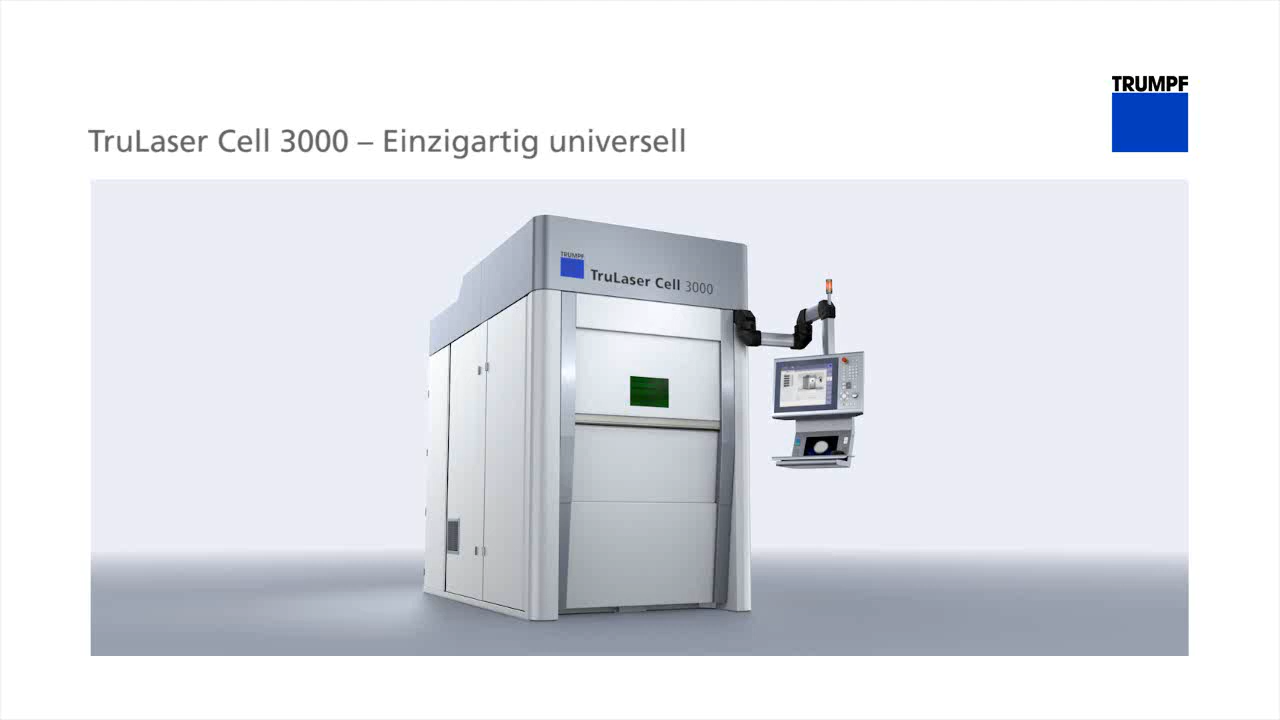 TRUMPF
TruLaser Cell 3000 – Einzigartig universell
TRUMPF
TruLaser Cell 3000